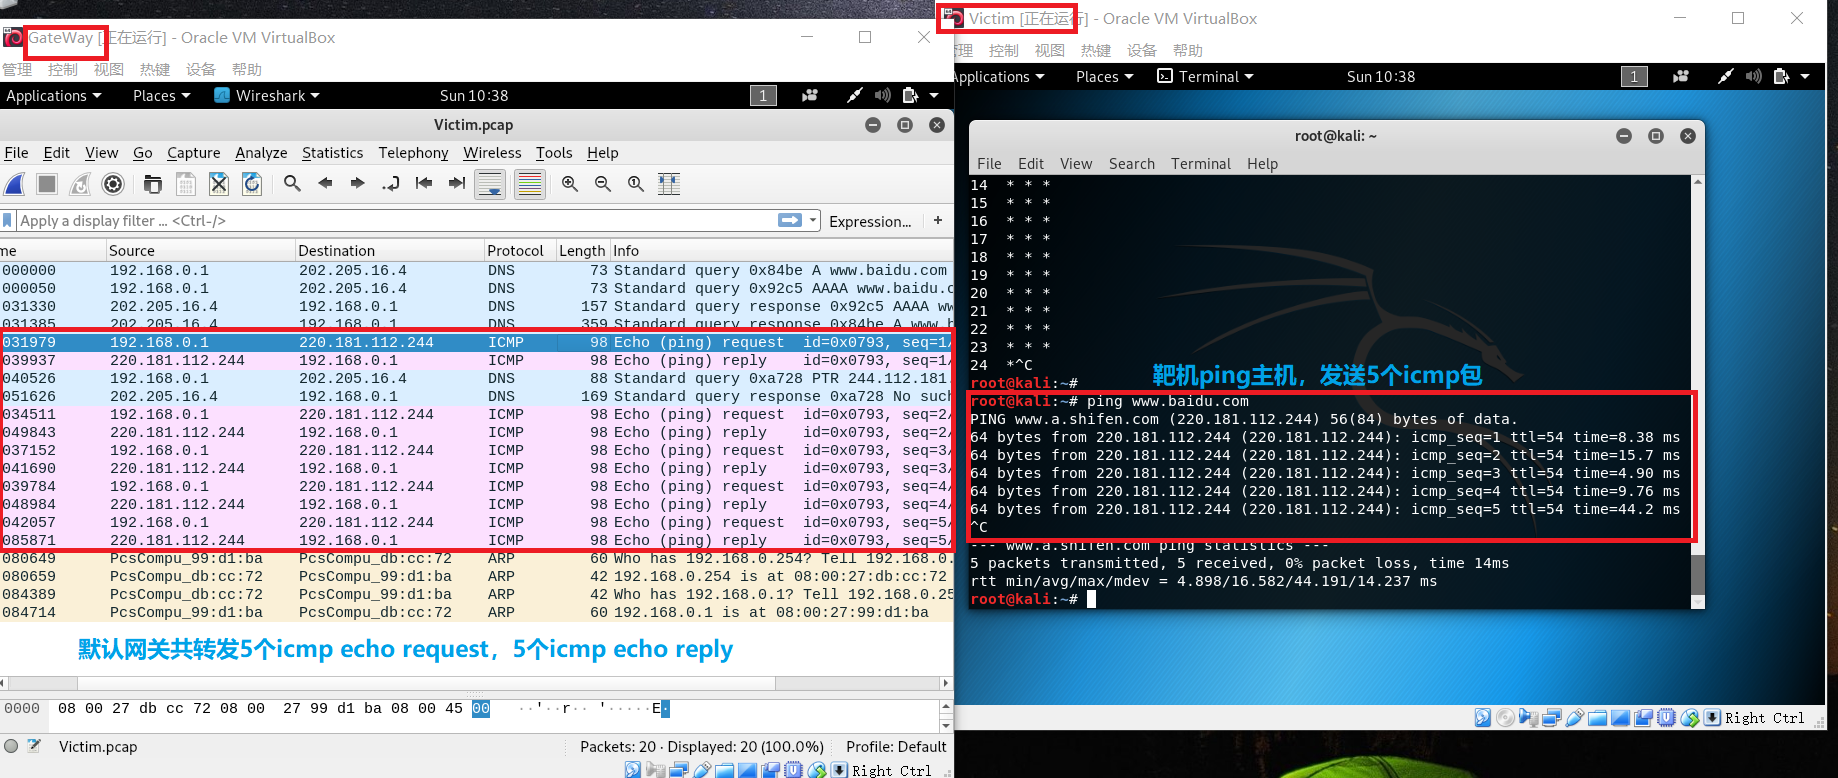 GateWay [正在运行] - Oracle VM VirtualBox
管理 控制 视图 热键 设备 帮助
Applications Places Wireshark Sun 10:38 1
Victim.pcap
File Edit View Go Capture Analyze Statistics Telephony Wireless Tools Help
Apply a display filter ... <Ctrl-/> Expression... +
me Source Destination Protocol Length Info
000000 192.168.0.1 202.205.16.4 DNS 73 Standard query 0x84be A www.baidu.com
000050 192.168.0.1 202.205.16.4 DNS 73 Standard query 0x92c5 AAAA www.baidu.c
031330 202.205.16.4 192.168.0.1 DNS 157 Standard query response 0x92c5 AAAA ww
031385 202.205.16.4 192.168.0.1 DNS 359 Standard query response 0x84be A www.b
031979 192.168.0.1 220.181.112.244 ICMP 98 Echo (ping) request id=0x0793, seq=1/
039937 220.181.112.244 192.168.0.1 ICMP 98 Echo (ping) reply id=0x0793, seq=1/
040526 192.168.0.1 202.205.16.4 DNS 88 Standard query 0xa728 PTR 244.112.181.
051626 202.205.16.4 192.168.0.1 DNS 169 Standard query response 0xa728 No such
034511 192.168.0.1 220.181.112.244 ICMP 98 Echo (ping) request id=0x0793, seq=2/
049843 220.181.112.244 192.168.0.1 ICMP 98 Echo (ping) reply id=0x0793, seq=2/
037152 192.168.0.1 220.181.112.244 ICMP 98 Echo (ping) request id=0x0793, seq=3/
041690 220.181.112.244 192.168.0.1 ICMP 98 Echo (ping) reply id=0x0793, seq=3/
039784 192.168.0.1 220.181.112.244 ICMP 98 Echo (ping) request id=0x0793, seq=4/
048984 220.181.112.244 192.168.0.1 ICMP 98 Echo (ping) reply id=0x0793, seq=4/
042057 192.168.0.1 220.181.112.244 ICMP 98 Echo (ping) request id=0x0793, seq=5/
085871 220.181.112.244 192.168.0.1 ICMP 98 Echo (ping) reply id=0x0793, seq=5/
080649 PcsCompu_99:d1:ba PcsCompu_db:cc:72 ARP 60 Who has 192.168.0.254? Tell 192.168.0.
080659 PcsCompu_db:cc:72 PcsCompu_99:d1:ba ARP 42 192.168.0.254 is at 08:00:27:db:cc:72
084389 PcsCompu_db:cc:72 PcsCompu_99:d1:ba ARP 42 Who has 192.168.0.1? Tell 192.168.0.25
084714 PcsCompu_99:d1:ba PcsCompu_db:cc:72 ARP 60 192.168.0.1 is at 08:00:27:99:d1:ba
默认网关共转发5个icmp echo request，5个icmp echo reply
0000 08 00 27 db cc 72 08 00 27 99 d1 ba 08 00 45 00 ··'··r·· '·····E·
Victim.pcap Packets: 20 · Displayed: 20 (100.0%) Profile: Default
Right Ctrl
Victim [正在运行] - Oracle VM VirtualBox
管理 控制 视图 热键 设备 帮助
Applications Places Terminal Sun 10:38 1
root@kali: ~
File Edit View Search Terminal Help
14 * * *
15 * * *
16 * * *
17 * * *
18 * * *
19 * * *
20 * * *
21 * * *
22 * * *
23 * * *
24 *^C
靶机ping主机，发送5个icmp包
root@kali:~#
root@kali:~# ping www.baidu.com
PING www.a.shifen.com (220.181.112.244) 56(84) bytes of data.
64 bytes from 220.181.112.244 (220.181.112.244): icmp_seq=1 ttl=54 time=8.38 ms
64 bytes from 220.181.112.244 (220.181.112.244): icmp_seq=2 ttl=54 time=15.7 ms
64 bytes from 220.181.112.244 (220.181.112.244): icmp_seq=3 ttl=54 time=4.90 ms
64 bytes from 220.181.112.244 (220.181.112.244): icmp_seq=4 ttl=54 time=9.76 ms
64 bytes from 220.181.112.244 (220.181.112.244): icmp_seq=5 ttl=54 time=44.2 ms
^C
--- www.a.shifen.com ping statistics ---
5 packets transmitted, 5 received, 0% packet loss, time 14ms
rtt min/avg/max/mdev = 4.898/16.582/44.191/14.237 ms
root@kali:~#
Right Ctrl